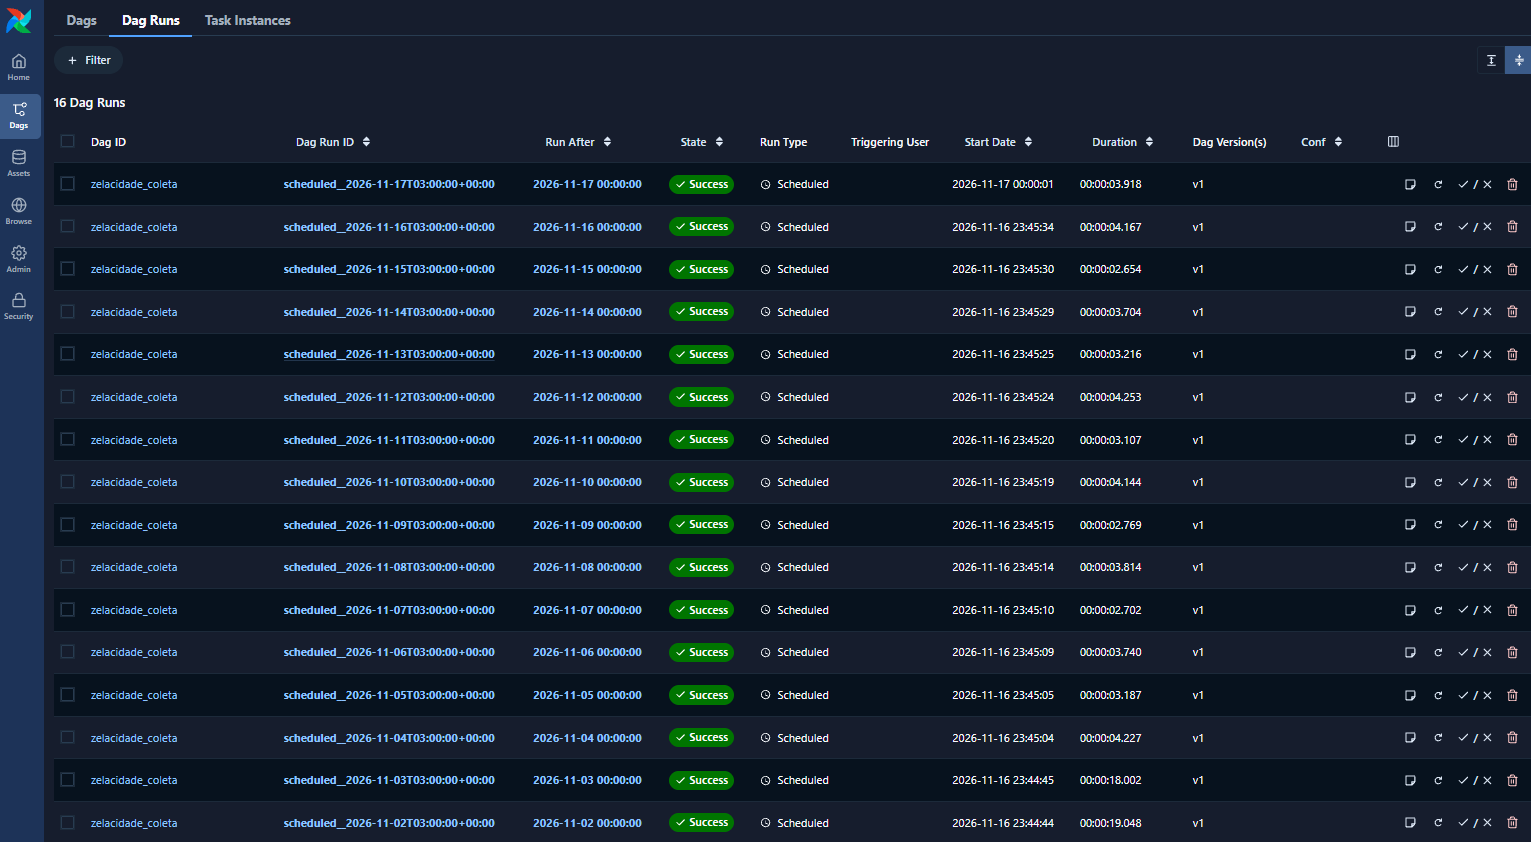 Dags Dag Runs Task Instances
+ Filter
Home
16 Dag Runs
Dags
Dag ID Dag Run ID Run After State Run Type Triggering User Start Date Duration Dag Version(s) Conf
Assets
zelacidade_coleta scheduled__2026-11-17T03:00:00+00:00 2026-11-17 00:00:00 Success Scheduled 2026-11-17 00:00:01 00:00:03.918 v1 /
Browse
zelacidade_coleta scheduled__2026-11-16T03:00:00+00:00 2026-11-16 00:00:00 Success Scheduled 2026-11-16 23:45:34 00:00:04.167 v1 /
Admin
zelacidade_coleta scheduled__2026-11-15T03:00:00+00:00 2026-11-15 00:00:00 Success Scheduled 2026-11-16 23:45:30 00:00:02.654 v1 /
Security
zelacidade_coleta scheduled__2026-11-14T03:00:00+00:00 2026-11-14 00:00:00 Success Scheduled 2026-11-16 23:45:29 00:00:03.704 v1 /
zelacidade_coleta scheduled__2026-11-13T03:00:00+00:00 2026-11-13 00:00:00 Success Scheduled 2026-11-16 23:45:25 00:00:03.216 v1 /
zelacidade_coleta scheduled__2026-11-12T03:00:00+00:00 2026-11-12 00:00:00 Success Scheduled 2026-11-16 23:45:24 00:00:04.253 v1 /
zelacidade_coleta scheduled__2026-11-11T03:00:00+00:00 2026-11-11 00:00:00 Success Scheduled 2026-11-16 23:45:20 00:00:03.107 v1 /
zelacidade_coleta scheduled__2026-11-10T03:00:00+00:00 2026-11-10 00:00:00 Success Scheduled 2026-11-16 23:45:19 00:00:04.144 v1 /
zelacidade_coleta scheduled__2026-11-09T03:00:00+00:00 2026-11-09 00:00:00 Success Scheduled 2026-11-16 23:45:15 00:00:02.769 v1 /
zelacidade_coleta scheduled__2026-11-08T03:00:00+00:00 2026-11-08 00:00:00 Success Scheduled 2026-11-16 23:45:14 00:00:03.814 v1 /
zelacidade_coleta scheduled__2026-11-07T03:00:00+00:00 2026-11-07 00:00:00 Success Scheduled 2026-11-16 23:45:10 00:00:02.702 v1 /
zelacidade_coleta scheduled__2026-11-06T03:00:00+00:00 2026-11-06 00:00:00 Success Scheduled 2026-11-16 23:45:09 00:00:03.740 v1 /
zelacidade_coleta scheduled__2026-11-05T03:00:00+00:00 2026-11-05 00:00:00 Success Scheduled 2026-11-16 23:45:05 00:00:03.187 v1 /
zelacidade_coleta scheduled__2026-11-04T03:00:00+00:00 2026-11-04 00:00:00 Success Scheduled 2026-11-16 23:45:04 00:00:04.227 v1 /
zelacidade_coleta scheduled__2026-11-03T03:00:00+00:00 2026-11-03 00:00:00 Success Scheduled 2026-11-16 23:44:45 00:00:18.002 v1 /
zelacidade_coleta scheduled__2026-11-02T03:00:00+00:00 2026-11-02 00:00:00 Success Scheduled 2026-11-16 23:44:44 00:00:19.048 v1 /